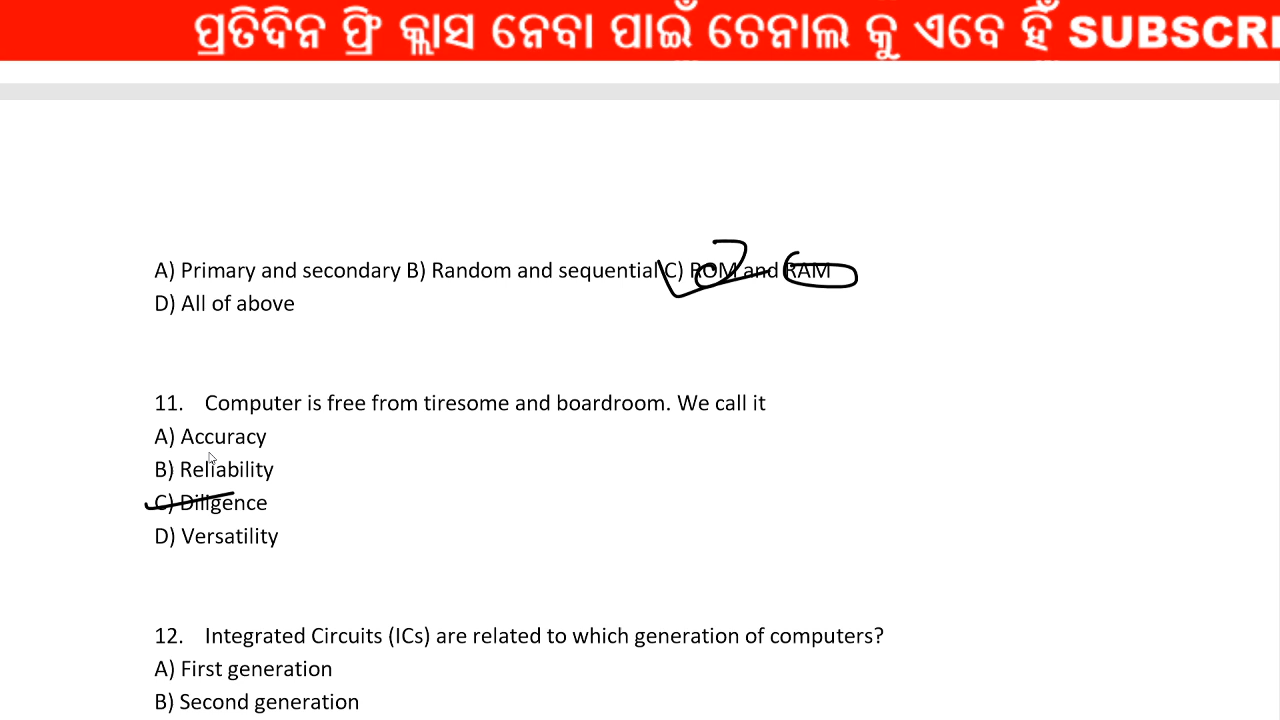 ପ୍ରତିଦିନ ଫ୍ରି କ୍ଲାସ ନେବା ପାଇଁ ଚେନାଲ କୁ ଏବେ ହିଁ SUBSCRI
A) Primary and secondary B) Random and sequential C) ROM and RAM
D) All of above
11. Computer is free from tiresome and boardroom. We call it
A) Accuracy
B) Reliability
C) Diligence
D) Versatility
12. Integrated Circuits (ICs) are related to which generation of computers?
A) First generation
B) Second generation